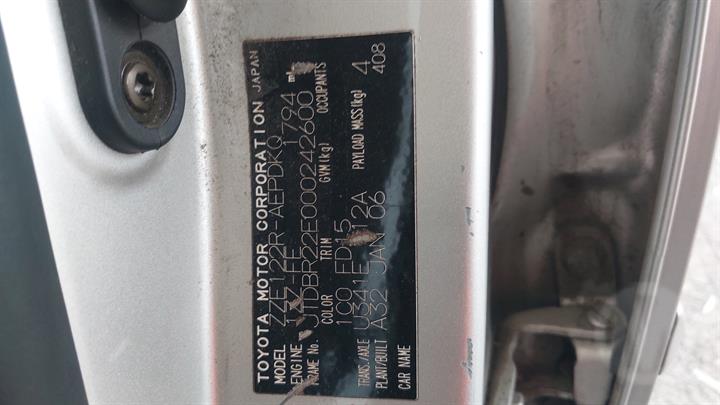 TOYOTA MOTOR CORPORATION JAPAN
MODEL ZZE122R-AEPDKQ
ENGINE 1ZZ-FE 1794 mL
FRAME No. JTDBR22E000242600
COLOR TRIM GVM(kg) OCCUPANTS
1C0 FD15 4
TRANS./AXLE U341E 12A PAYLOAD MASS(kg) 408
PLANT/BUILT A32 JAN 06
CAR NAME